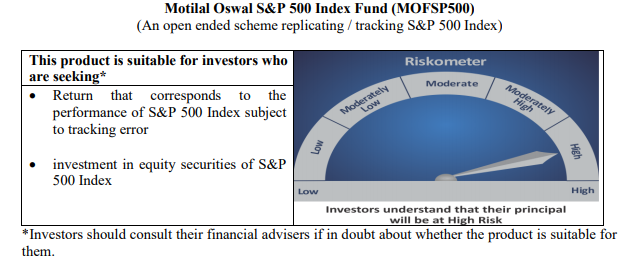 Motilal Oswal S&P 500 Index Fund (MOFSP500)
(An open ended scheme replicating / tracking S&P 500 Index)
This product is suitable for investors who
are seeking*
• Return that corresponds to the
performance of S&P 500 Index subject
to tracking error
• investment in equity securities of S&P
500 Index
Riskometer
Low
Moderately
Low
Moderate
Moderately
High
High
Low
High
Investors understand that their principal
will be at High Risk
*Investors should consult their financial advisers if in doubt about whether the product is suitable for
them.